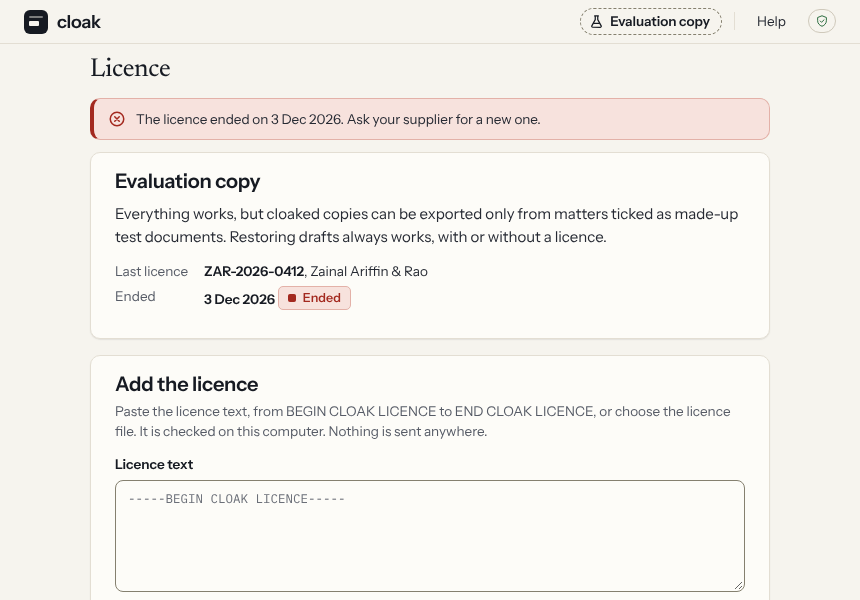 cloak
Evaluation copy
Help
Licence
The licence ended on 3 Dec 2026. Ask your supplier for a new one.
Evaluation copy
Everything works, but cloaked copies can be exported only from matters ticked as made-up
test documents. Restoring drafts always works, with or without a licence.
Last licence ZAR-2026-0412, Zainal Ariffin & Rao
Ended 3 Dec 2026 Ended
Add the licence
Paste the licence text, from BEGIN CLOAK LICENCE to END CLOAK LICENCE, or choose the licence
file. It is checked on this computer. Nothing is sent anywhere.
Licence text
-----BEGIN CLOAK LICENCE-----